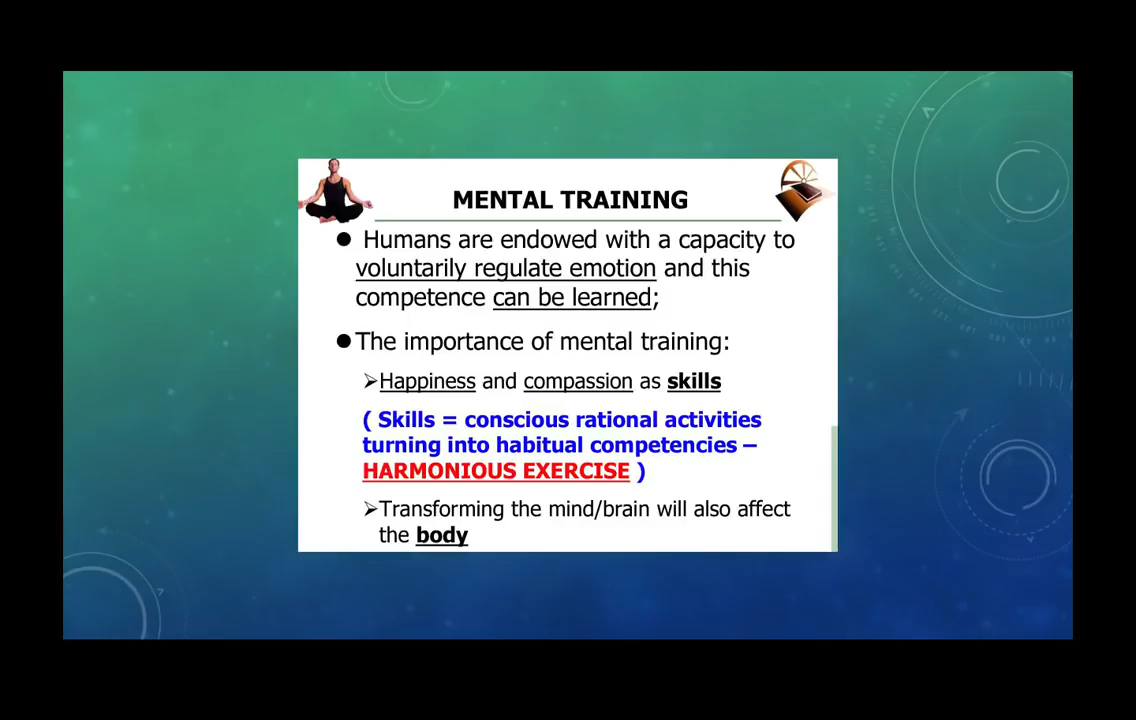 MENTAL TRAINING
● Humans are endowed with a capacity to
voluntarily regulate emotion and this
competence can be learned;
● The importance of mental training:
➢Happiness and compassion as skills
( Skills = conscious rational activities
turning into habitual competencies –
HARMONIOUS EXERCISE )
➢Transforming the mind/brain will also affect
the body